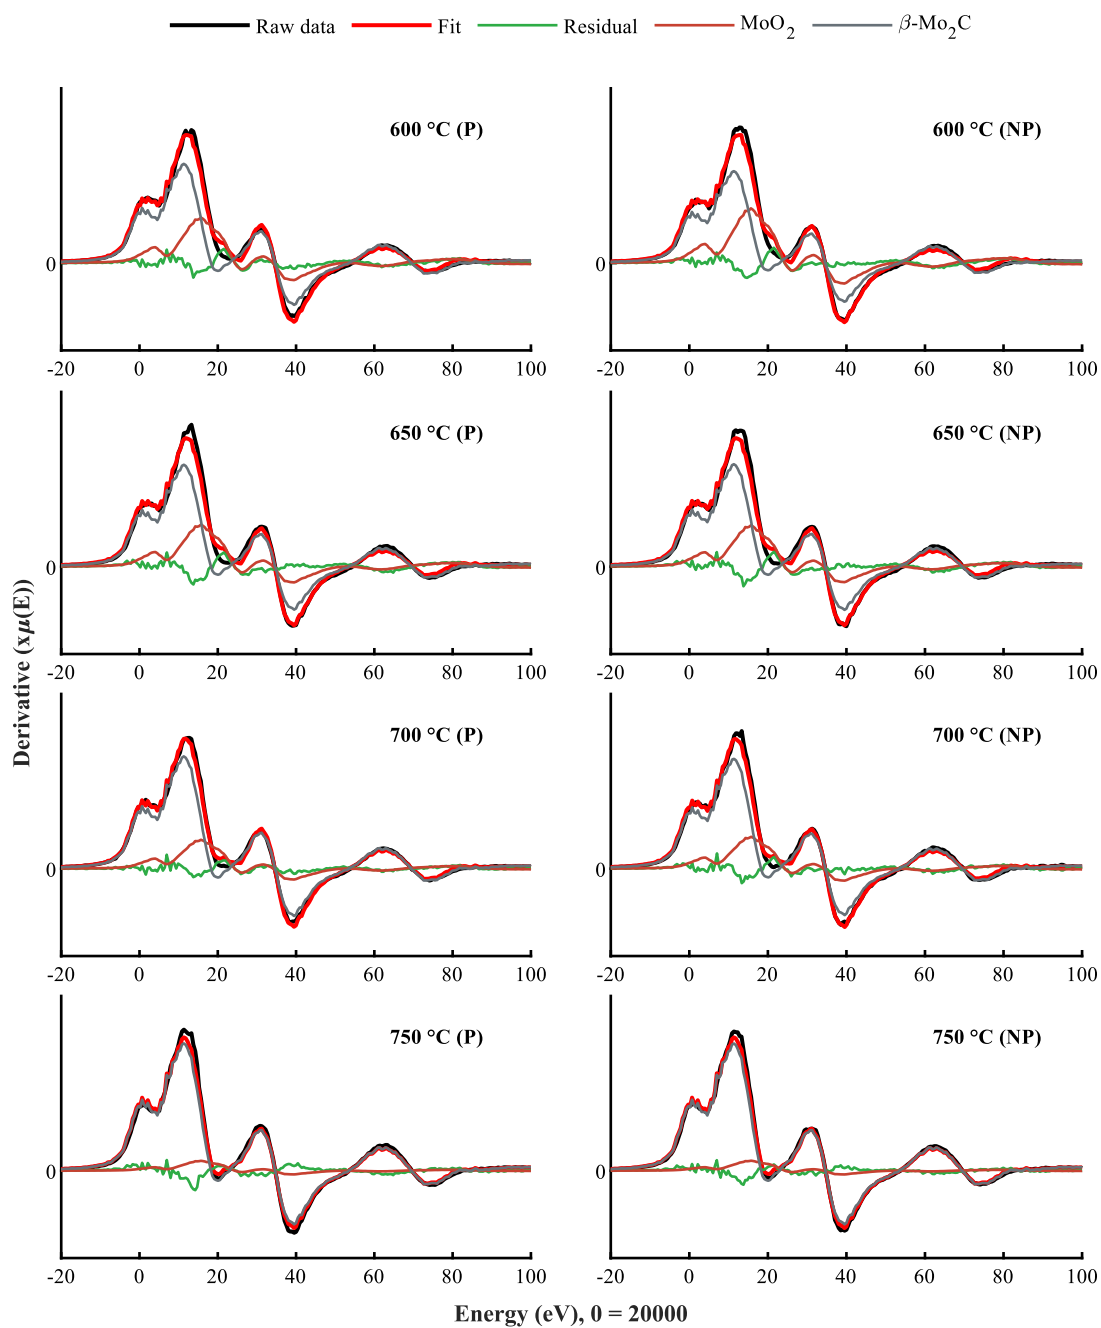 Raw data Fit Residual MoO2 β-Mo2C
600 °C (P)
0
-20 0 20 40 60 80 100
600 °C (NP)
0
-20 0 20 40 60 80 100
650 °C (P)
0
-20 0 20 40 60 80 100
650 °C (NP)
0
-20 0 20 40 60 80 100
Derivative (xμ(E))
700 °C (P)
0
-20 0 20 40 60 80 100
700 °C (NP)
0
-20 0 20 40 60 80 100
750 °C (P)
0
-20 0 20 40 60 80 100
750 °C (NP)
0
-20 0 20 40 60 80 100
Energy (eV), 0 = 20000